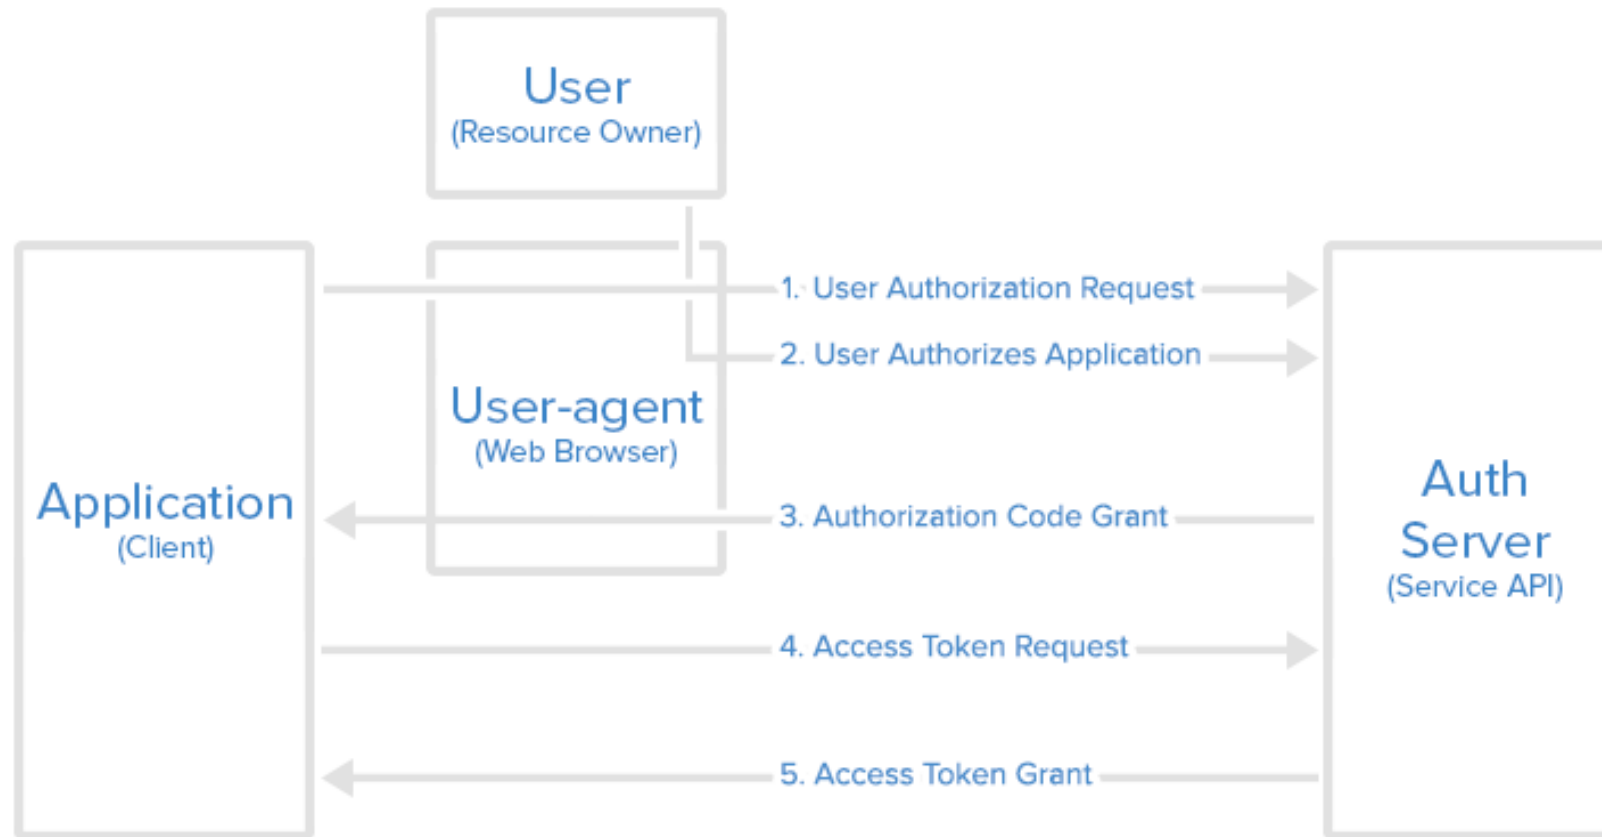 User
(Resource Owner)
1. User Authorization Request
2. User Authorizes Application
User-agent
(Web Browser)
Application
(Client)
3. Authorization Code Grant
Auth
Server
(Service API)
4. Access Token Request
5. Access Token Grant